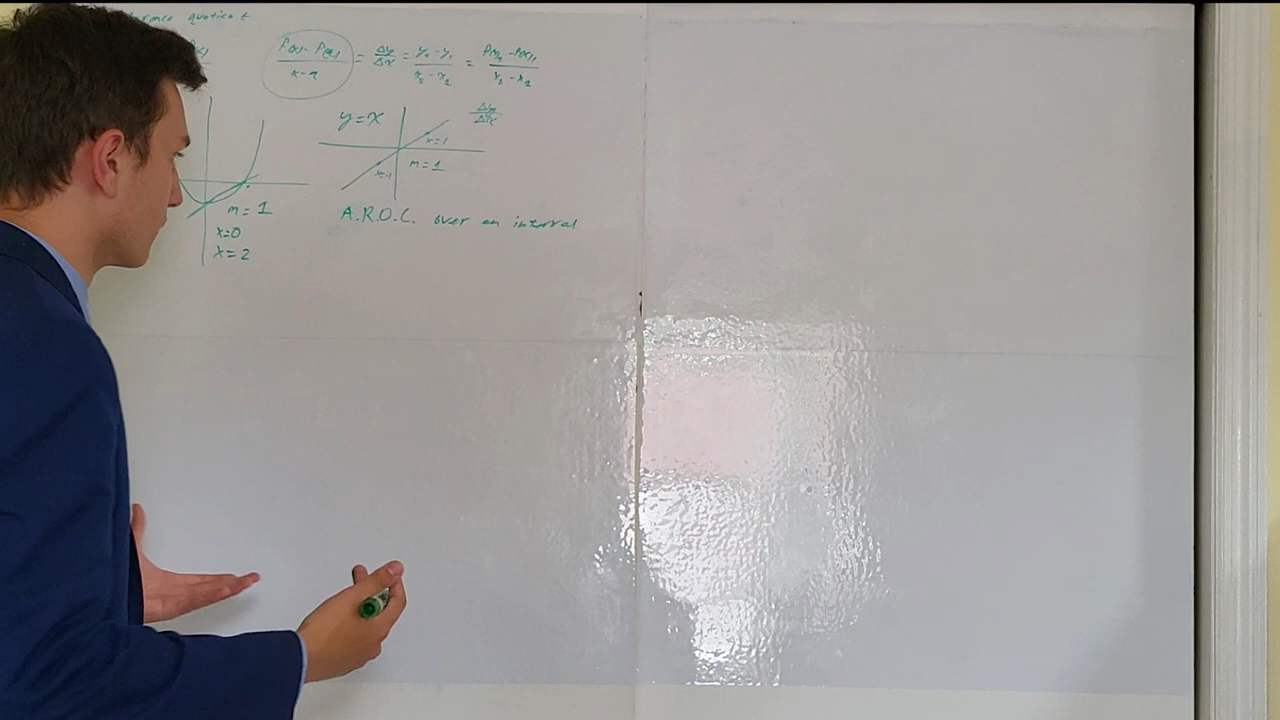 quotient
f(x) - f(a) / x - a = Δy / Δx = y₂ - y₁ / x₂ - x₁ = f(x₂) - f(x₁) / x₂ - x₁
y=x
Δy / Δx
x=1
m=1
m=1
x=0
x=2
A.R.O.C. over an interval